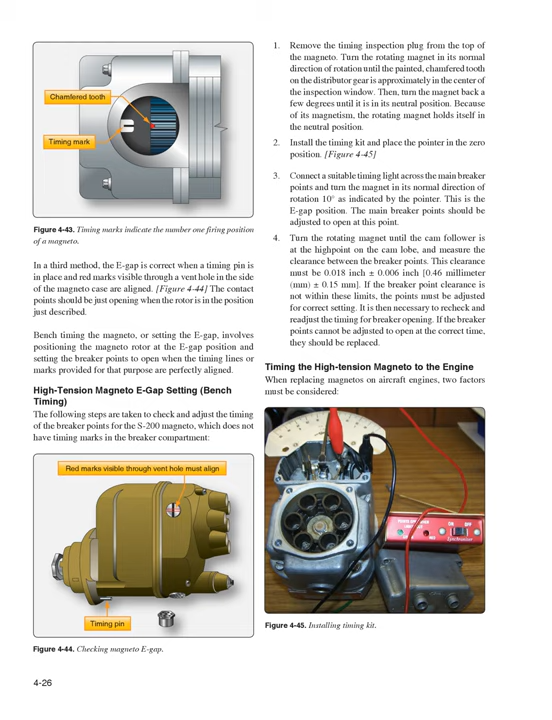 Chamfered tooth
Timing mark
Figure 4-43. Timing marks indicate the number one firing position
of a magneto.
In a third method, the E-gap is correct when a timing pin is
in place and red marks visible through a vent hole in the side
of the magneto case are aligned. [Figure 4-44] The contact
points should be just opening when the rotor is in the position
just described.
Bench timing the magneto, or setting the E-gap, involves
positioning the magneto rotor at the E-gap position and
setting the breaker points to open when the timing lines or
marks provided for that purpose are perfectly aligned.
High-Tension Magneto E-Gap Setting (Bench
Timing)
The following steps are taken to check and adjust the timing
of the breaker points for the S-200 magneto, which does not
have timing marks in the breaker compartment:
Red marks visible through vent hole must align
Timing pin
Figure 4-44. Checking magneto E-gap.
1. Remove the timing inspection plug from the top of
the magneto. Turn the rotating magnet in its normal
direction of rotation until the painted, chamfered tooth
on the distributor gear is approximately in the center of
the inspection window. Then, turn the magnet back a
few degrees until it is in its neutral position. Because
of its magnetism, the rotating magnet holds itself in
the neutral position.
2. Install the timing kit and place the pointer in the zero
position. [Figure 4-45]
3. Connect a suitable timing light across the main breaker
points and turn the magnet in its normal direction of
rotation 10° as indicated by the pointer. This is the
E-gap position. The main breaker points should be
adjusted to open at this point.
4. Turn the rotating magnet until the cam follower is
at the highpoint on the cam lobe, and measure the
clearance between the breaker points. This clearance
must be 0.018 inch ± 0.006 inch [0.46 millimeter
(mm) ± 0.15 mm]. If the breaker point clearance is
not within these limits, the points must be adjusted
for correct setting. It is then necessary to recheck and
readjust the timing for breaker opening. If the breaker
points cannot be adjusted to open at the correct time,
they should be replaced.
Timing the High-tension Magneto to the Engine
When replacing magnetos on aircraft engines, two factors
must be considered:
Synchronizer
Figure 4-45. Installing timing kit.
4-26